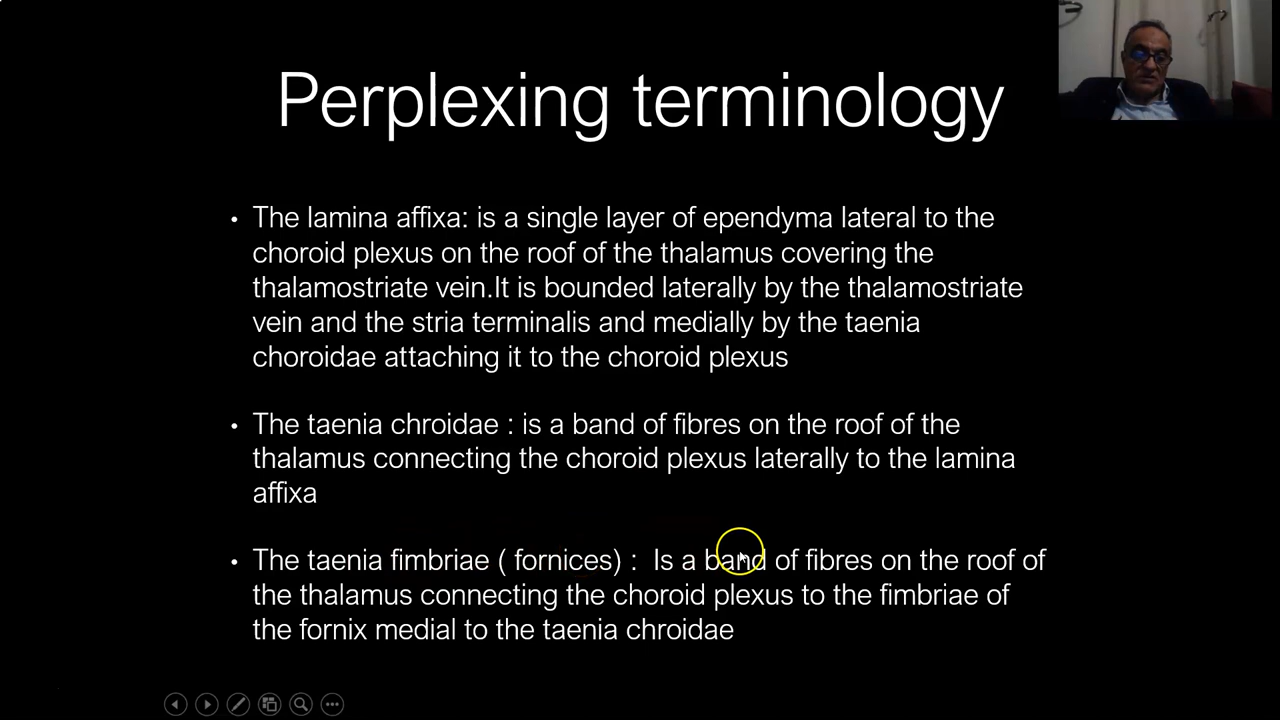 Perplexing terminology
• The lamina affixa: is a single layer of ependyma lateral to the
choroid plexus on the roof of the thalamus covering the
thalamostriate vein.It is bounded laterally by the thalamostriate
vein and the stria terminalis and medially by the taenia
choroidae attaching it to the choroid plexus
• The taenia chroidae : is a band of fibres on the roof of the
thalamus connecting the choroid plexus laterally to the lamina
affixa
• The taenia fimbriae ( fornices) : Is a band of fibres on the roof of
the thalamus connecting the choroid plexus to the fimbriae of
the fornix medial to the taenia chroidae